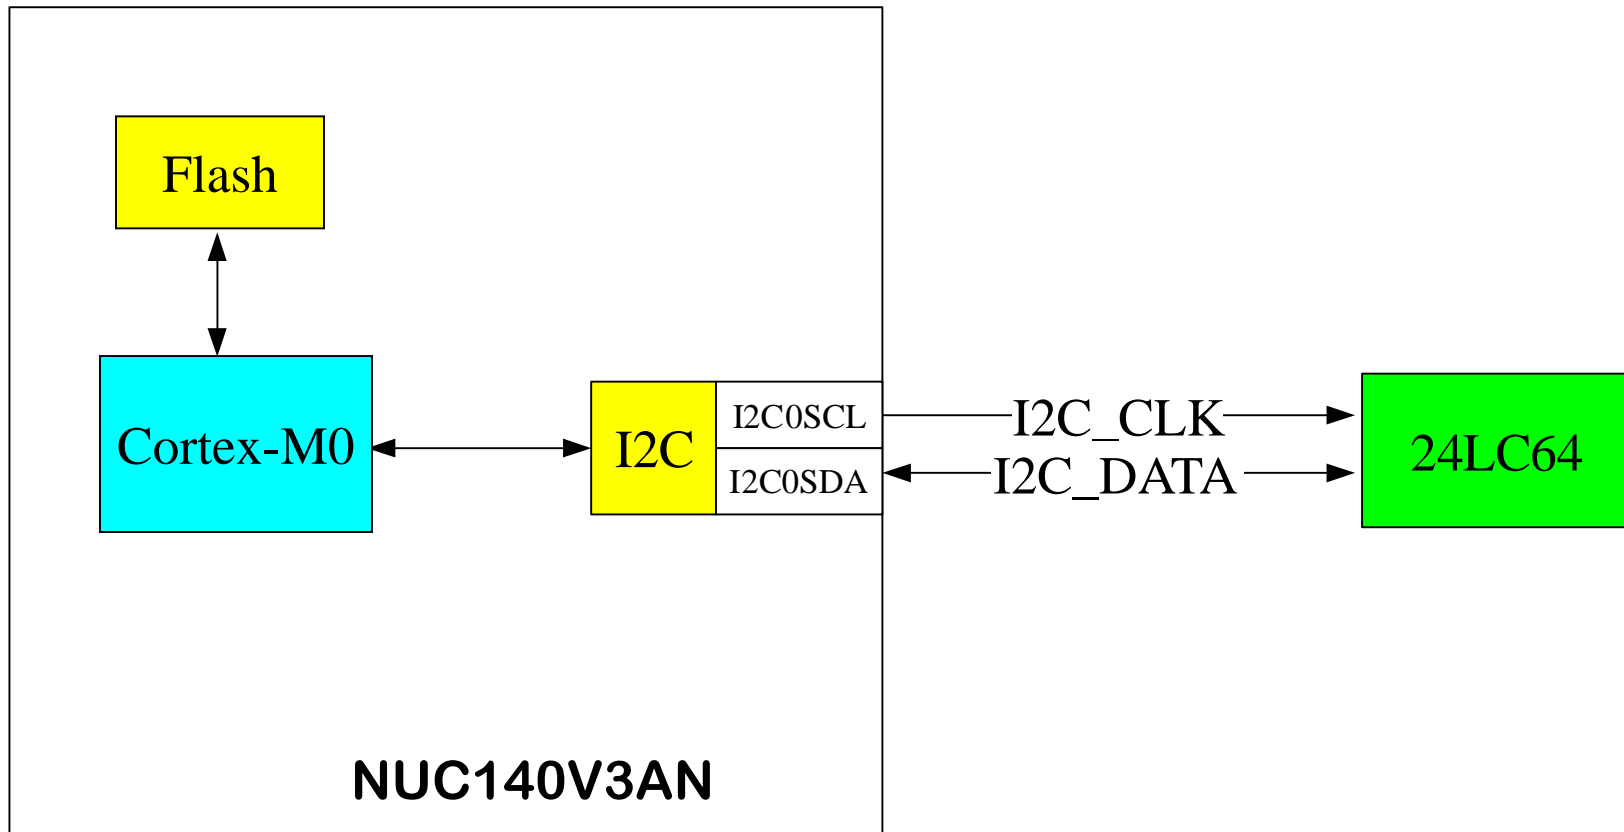 Flash
Cortex-M0
I2C
I2C0SCL
I2C0SDA
I2C_CLK
I2C_DATA
24LC64
NUC140V3AN